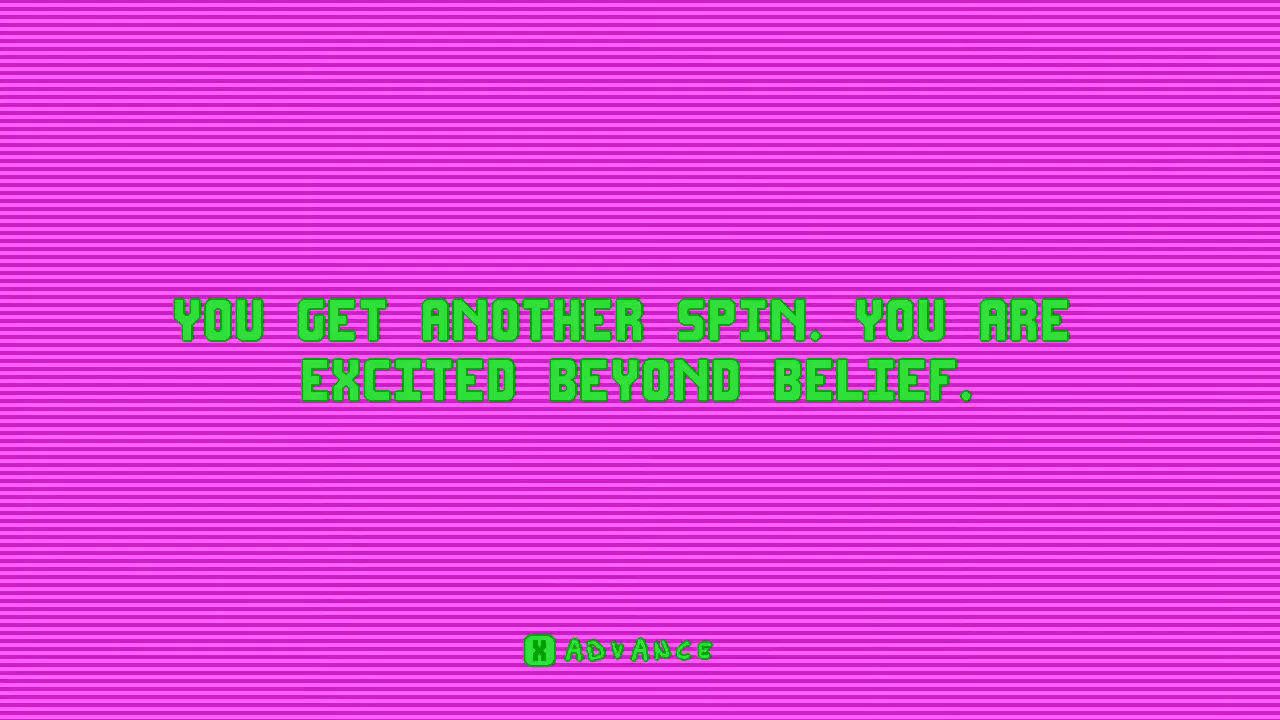 YOU GET ANOTHER SPIN. YOU ARE
EXCITED BEYOND BELIEF.
X ADVANCE